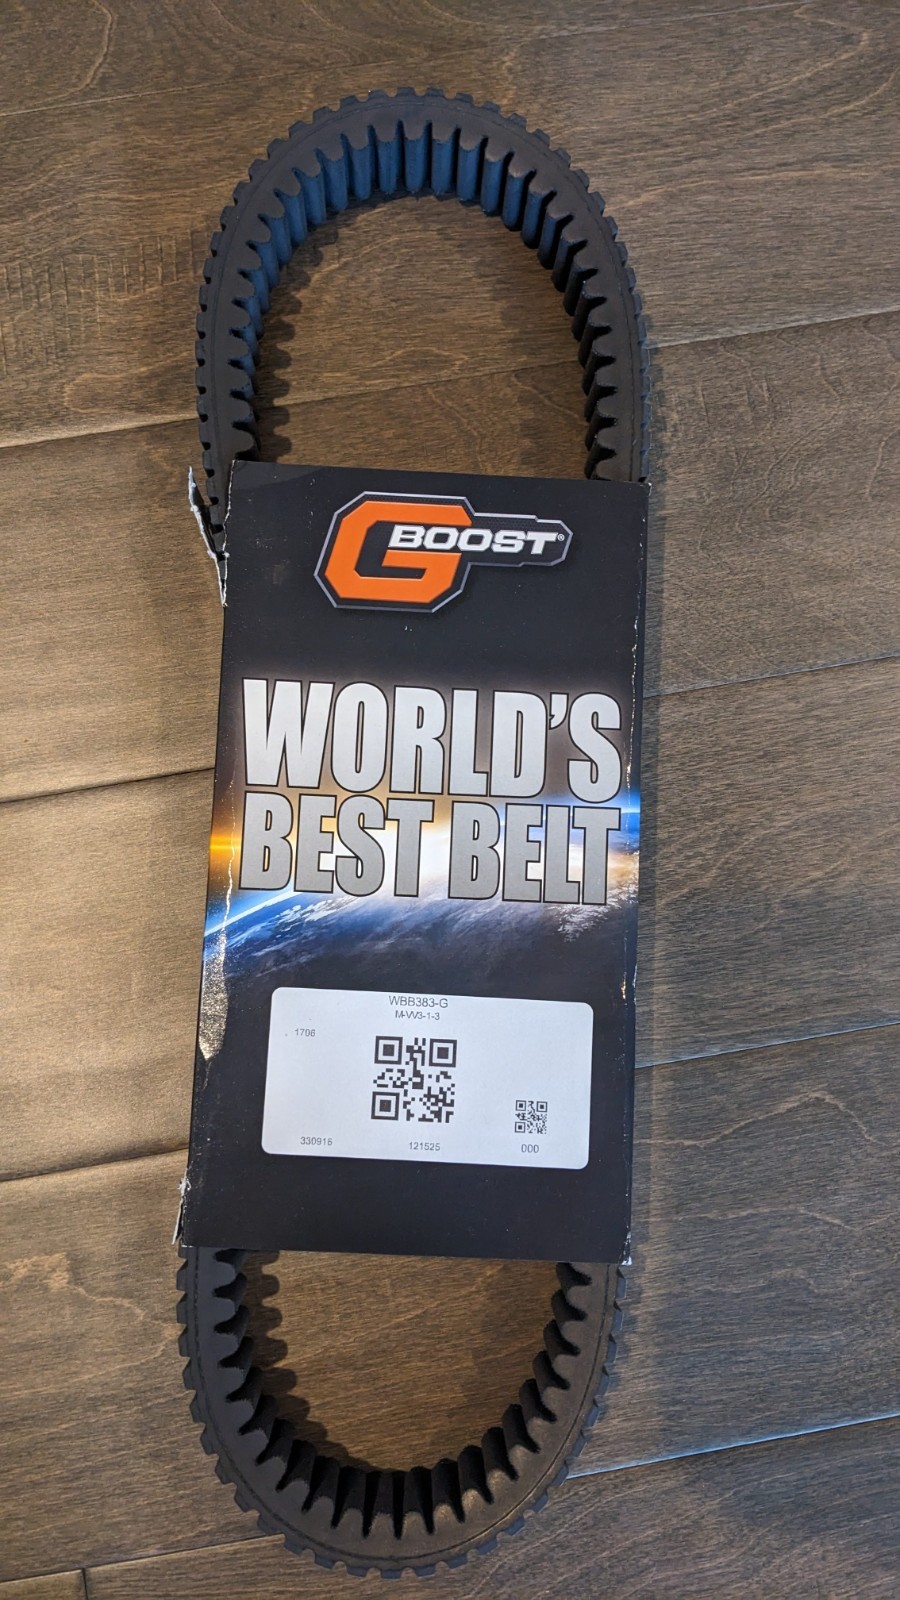 G BOOST®
WORLD'S
BEST BELT
WBB383-G
M-VV3-1-3
1706
330916 121525 000